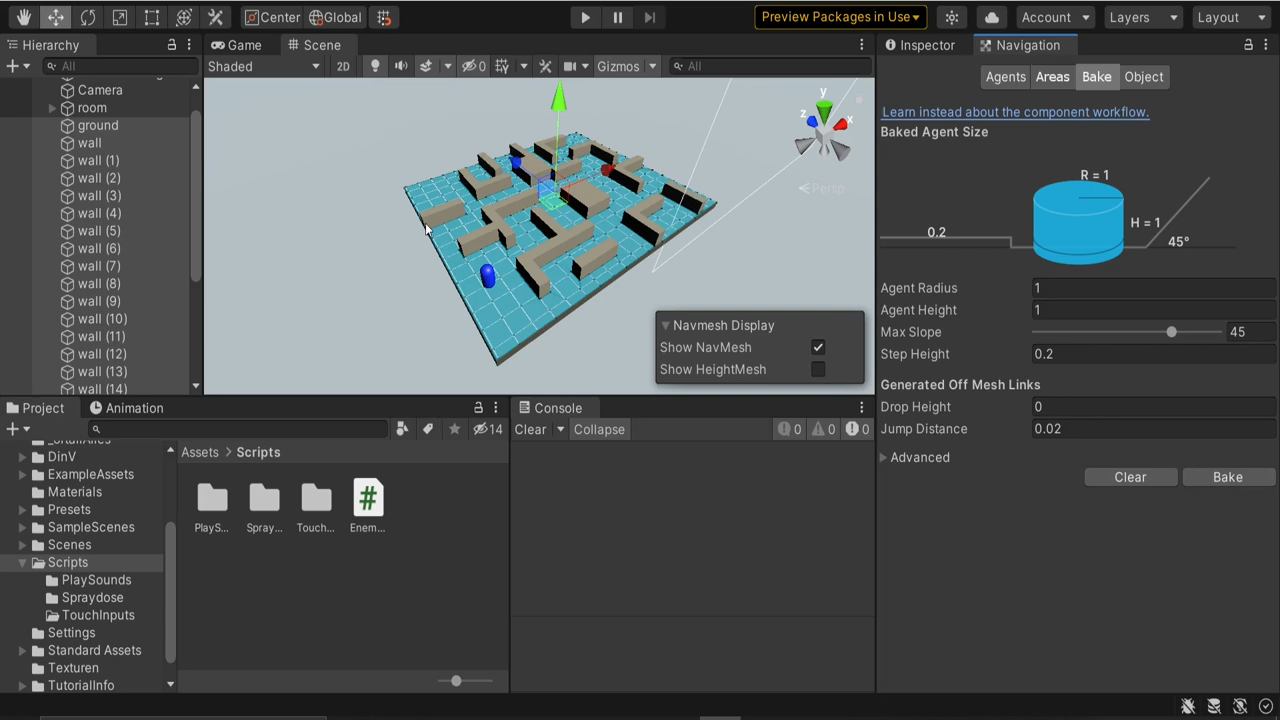 Center Global Preview Packages in Use Account Layers Layout
Hierarchy Game Scene Inspector Navigation
All Shaded 2D 0 Gizmos All
Agents Areas Bake Object
Camera
room
ground
wall
wall (1)
wall (2)
wall (3)
wall (4)
wall (5)
wall (6)
wall (7)
wall (8)
wall (9)
wall (10)
wall (11)
wall (12)
wall (13)
wall (14)
y
z x
Persp
Navmesh Display
Show NavMesh
Show HeightMesh
Learn instead about the component workflow.
Baked Agent Size
R = 1
0.2
H = 1
45°
Agent Radius 1
Agent Height 1
Max Slope 45
Step Height 0.2
Generated Off Mesh Links
Drop Height 0
Jump Distance 0.02
Advanced
Clear Bake
Project Animation
14
DinV
ExampleAssets
Materials
Presets
SampleScenes
Scenes
Scripts
PlaySounds
Spraydose
TouchInputs
Settings
Standard Assets
Texturen
TutorialInfo
Assets > Scripts
PlayS... Spray... Touch... Enem...
#
Console
Clear Collapse 0 0 0